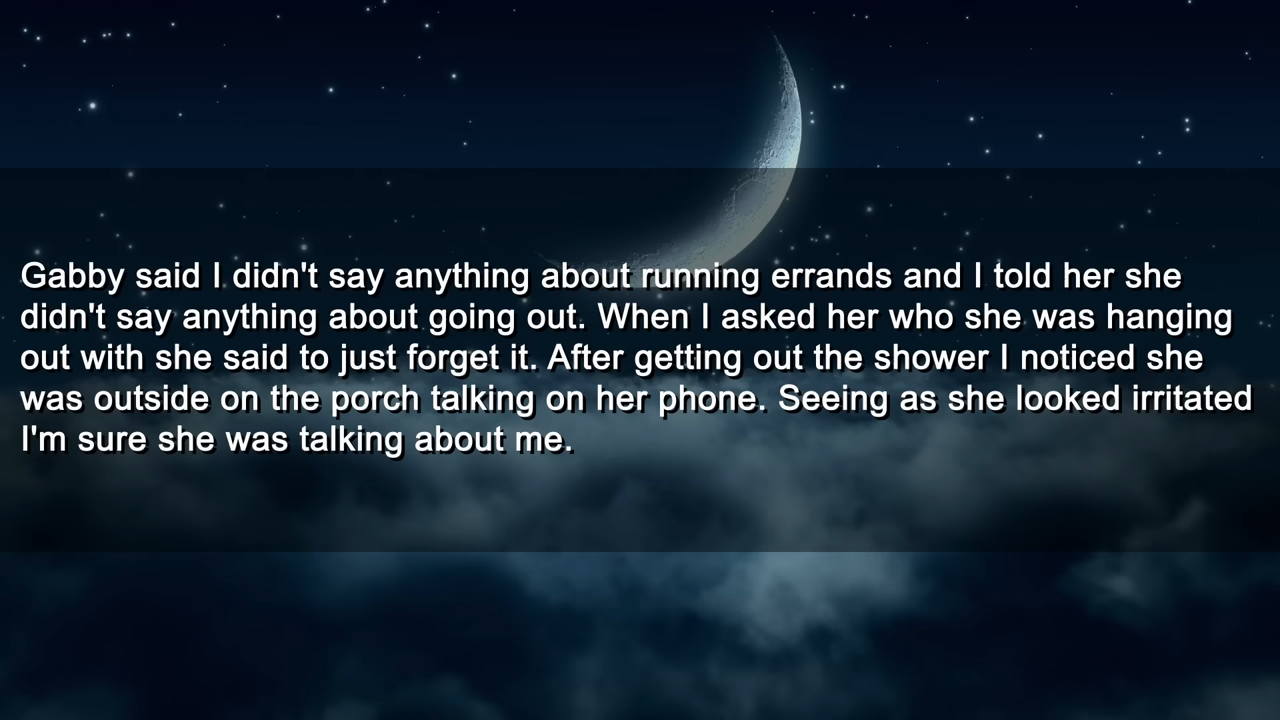 Gabby said I didn't say anything about running errands and I told her she
didn't say anything about going out. When I asked her who she was hanging
out with she said to just forget it. After getting out the shower I noticed she
was outside on the porch talking on her phone. Seeing as she looked irritated
I'm sure she was talking about me.